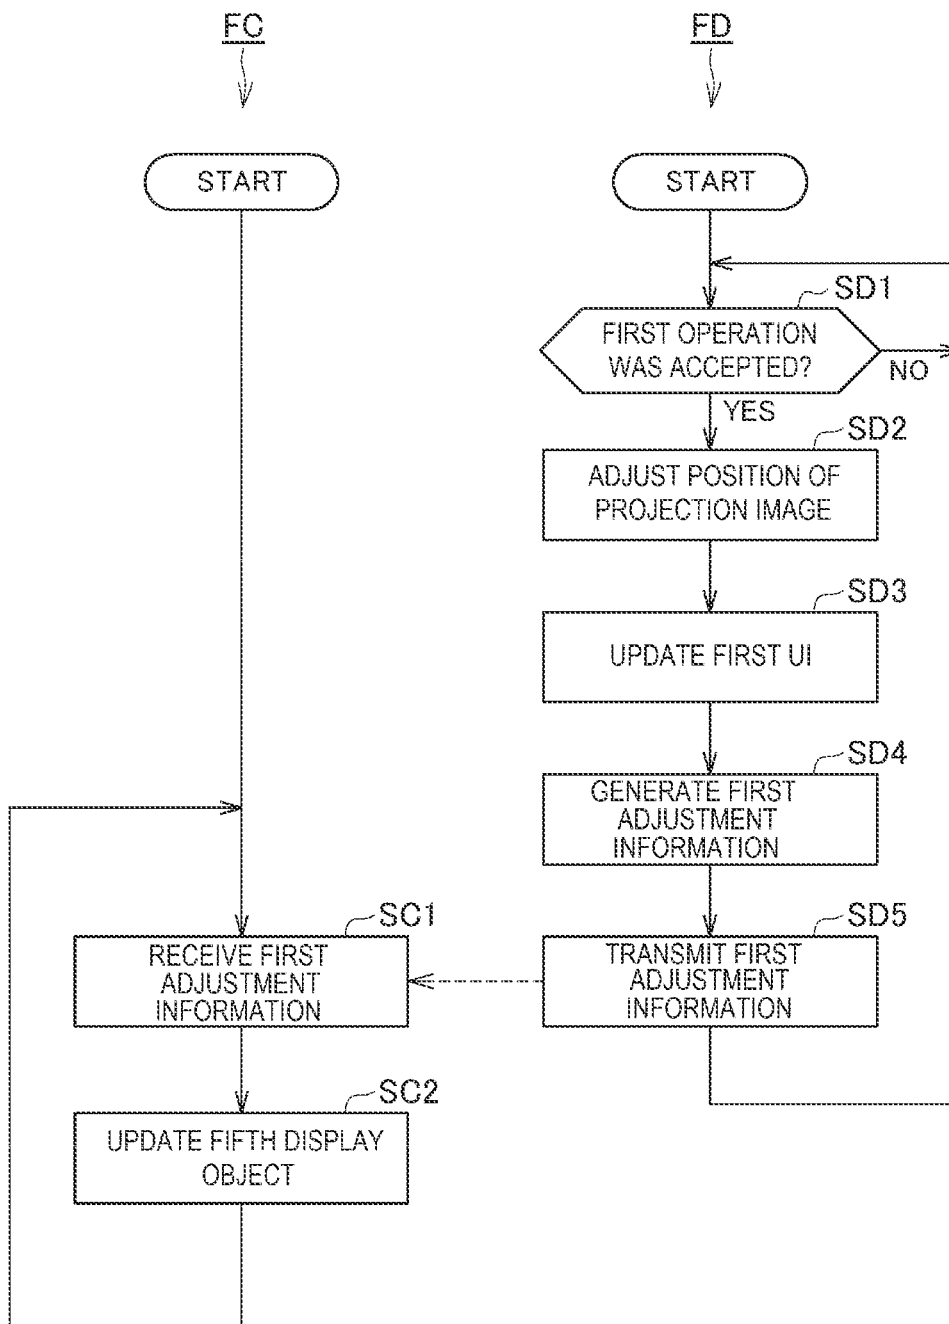 FC
FD
START
START
SD1
FIRST OPERATION
WAS ACCEPTED?
NO
YES
SD2
ADJUST POSITION OF
PROJECTION IMAGE
SD3
UPDATE FIRST UI
SD4
GENERATE FIRST
ADJUSTMENT
INFORMATION
SC1
RECEIVE FIRST
ADJUSTMENT
INFORMATION
SD5
TRANSMIT FIRST
ADJUSTMENT
INFORMATION
SC2
UPDATE FIFTH DISPLAY
OBJECT